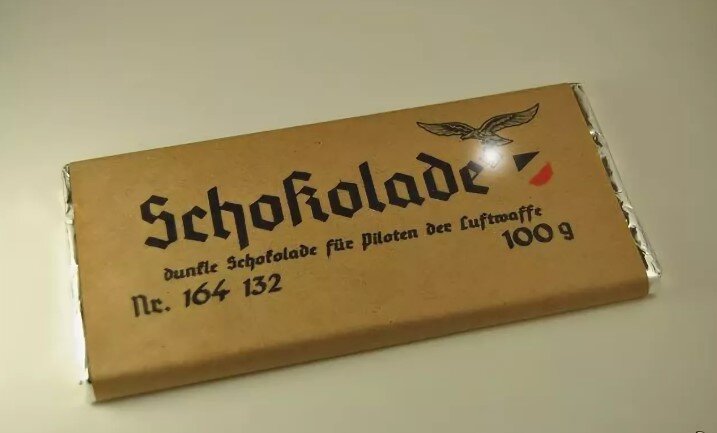 Schokolade
dunkle Schokolade für Piloten der Luftwaffe
Nr. 164 132
100 g